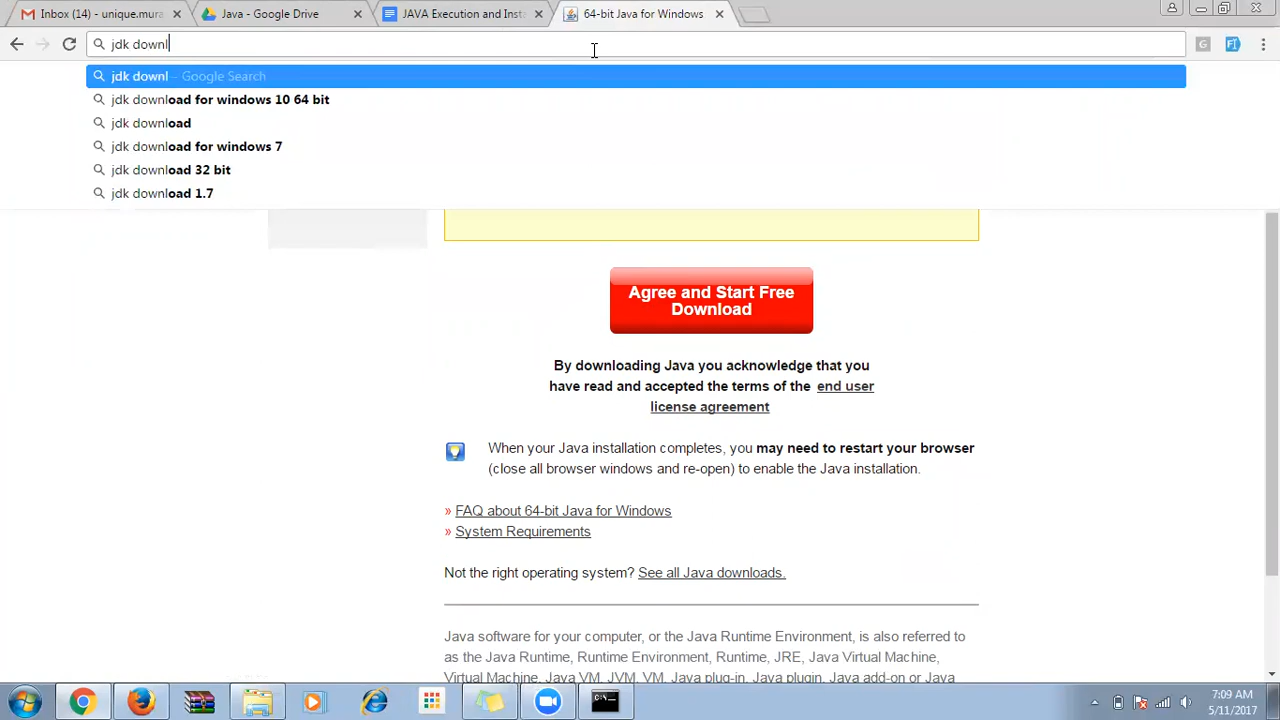 Inbox (14) - unique.mura
Java - Google Drive
JAVA Execution and Insta
64-bit Java for Windows
jdk downl
jdk downl – Google Search
jdk download for windows 10 64 bit
jdk download
jdk download for windows 7
jdk download 32 bit
jdk download 1.7
Agree and Start Free
Download
By downloading Java you acknowledge that you
have read and accepted the terms of the end user
license agreement
When your Java installation completes, you may need to restart your browser
(close all browser windows and re-open) to enable the Java installation.
» FAQ about 64-bit Java for Windows
» System Requirements
Not the right operating system? See all Java downloads.
Java software for your computer, or the Java Runtime Environment, is also referred to
as the Java Runtime, Runtime Environment, Runtime, JRE, Java Virtual Machine,
Virtual Machine, Java VM, JVM, VM, Java plug-in, Java plugin, Java add-on or Java
7:09 AM
5/11/2017